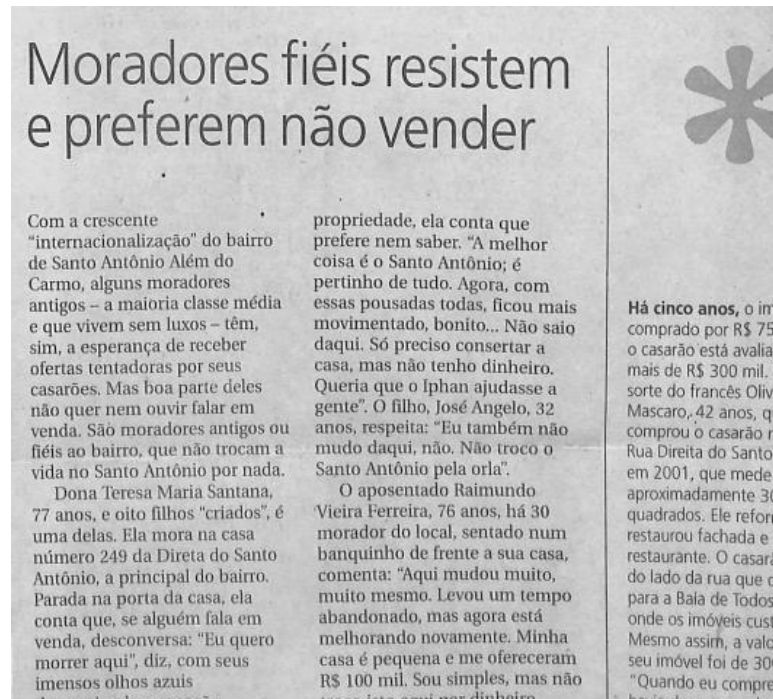 Moradores fiéis resistem
e preferem não vender
Com a crescente
“internacionalização” do bairro
de Santo Antônio Além do
Carmo, alguns moradores
antigos – a maioria classe média
e que vivem sem luxos – têm,
sim, a esperança de receber
ofertas tentadoras por seus
casarões. Mas boa parte deles
não quer nem ouvir falar em
venda. São moradores antigos ou
fiéis ao bairro, que não trocam a
vida no Santo Antônio por nada.
Dona Teresa Maria Santana,
77 anos, e oito filhos “criados”, é
uma delas. Ela mora na casa
número 249 da Direta do Santo
Antônio, a principal do bairro.
Parada na porta da casa, ela
conta que, se alguém fala em
venda, desconversa: “Eu quero
morrer aqui”, diz, com seus
imensos olhos azuis
propriedade, ela conta que
prefere nem saber. “A melhor
coisa é o Santo Antônio; é
pertinho de tudo. Agora, com
essas pousadas todas, ficou mais
movimentado, bonito... Não saio
daqui. Só preciso consertar a
casa, mas não tenho dinheiro.
Queria que o Iphan ajudasse a
gente”. O filho, José Angelo, 32
anos, respeita: “Eu também não
mudo daqui, não. Não troco o
Santo Antônio pela orla”.
O aposentado Raimundo
Vieira Ferreira, 76 anos, há 30
morador do local, sentado num
banquinho de frente a sua casa,
comenta: “Aqui mudou muito,
muito mesmo. Levou um tempo
abandonado, mas agora está
melhorando novamente. Minha
casa é pequena e me ofereceram
R$ 100 mil. Sou simples, mas não
Há cinco anos, o
comprado por R$ 75
o casarão está
mais de R$ 300 mil.
sorte do francês
Mascaro, 42 anos,
comprou o casarão
Rua Direita do Santo
em 2001, que mede
aproximadamente
quadrados. Ele
restaurou fachada e
restaurante. O
do lado da rua que
para a Baía de Todos
onde os imóveis
Mesmo assim, a
seu imóvel foi de
“Quando eu